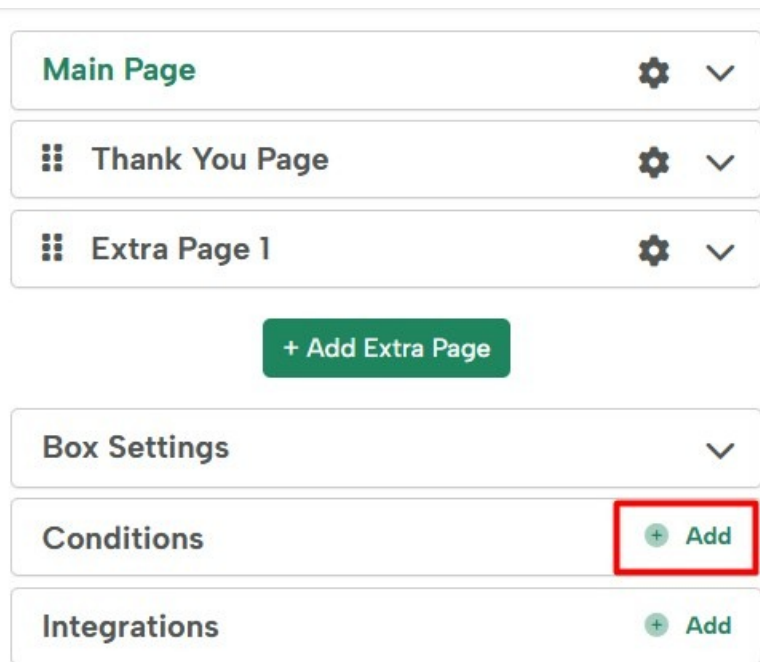 Main Page
Thank You Page
Extra Page 1
+ Add Extra Page
Box Settings
Conditions + Add
Integrations + Add